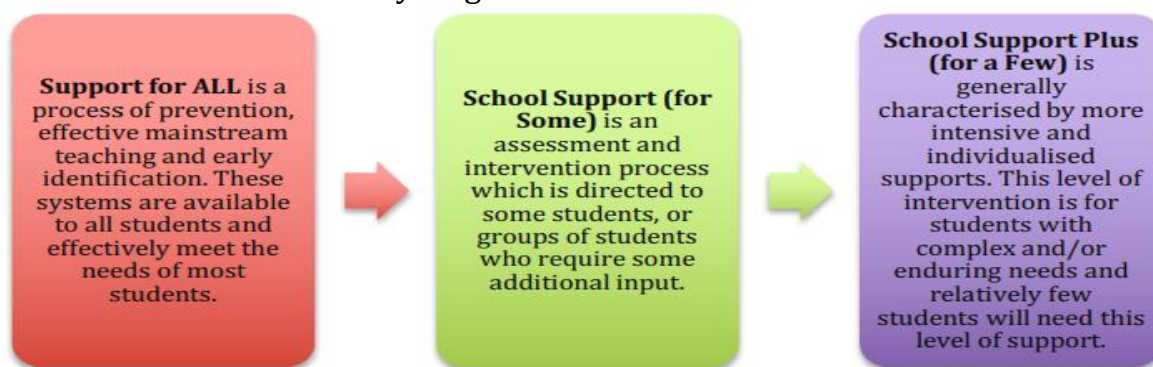 Support for ALL is a
process of prevention,
effective mainstream
teaching and early
identification. These
systems are available
to all students and
effectively meet the
needs of most
students.
School Support (for
Some) is an
assessment and
intervention process
which is directed to
some students, or
groups of students
who require some
additional input.
School Support Plus
(for a Few) is
generally
characterised by more
intensive and
individualised
supports. This level of
intervention is for
students with
complex and/or
enduring needs and
relatively few
students will need this
level of support.